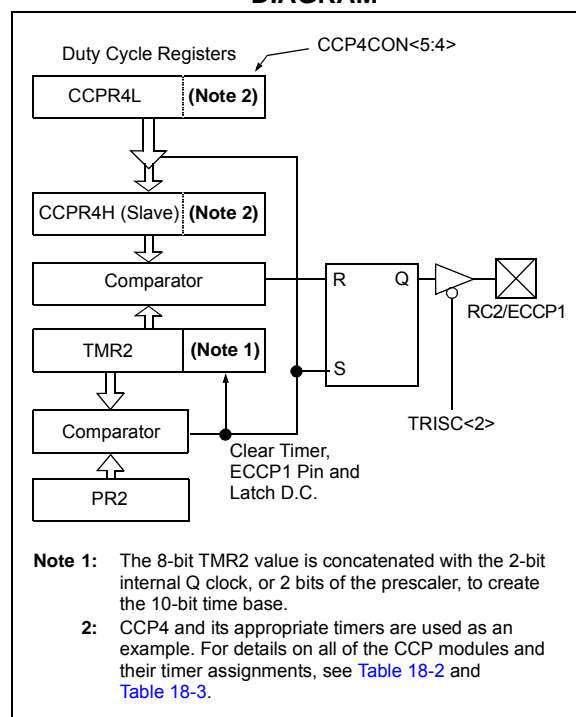 DIAGRAM
Duty Cycle Registers
CCP4CON<5:4>
CCPR4L
(Note 2)
CCPR4H (Slave)
(Note 2)
Comparator
R
Q
RC2/ECCP1
TMR2
(Note 1)
S
TRISC<2>
Comparator
Clear Timer,
ECCP1 Pin and
Latch D.C.
PR2
Note 1: The 8-bit TMR2 value is concatenated with the 2-bit
internal Q clock, or 2 bits of the prescaler, to create
the 10-bit time base.
2: CCP4 and its appropriate timers are used as an
example. For details on all of the CCP modules and
their timer assignments, see Table 18-2 and
Table 18-3.